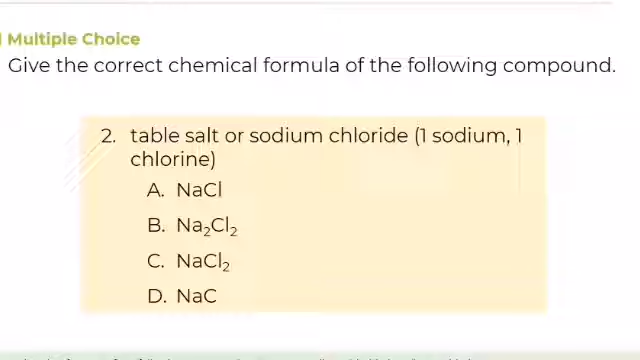 Multiple Choice
Give the correct chemical formula of the following compound.
2. table salt or sodium chloride (1 sodium, 1
chlorine)
A. NaCl
B. Na₂Cl₂
C. NaCl₂
D. NaC